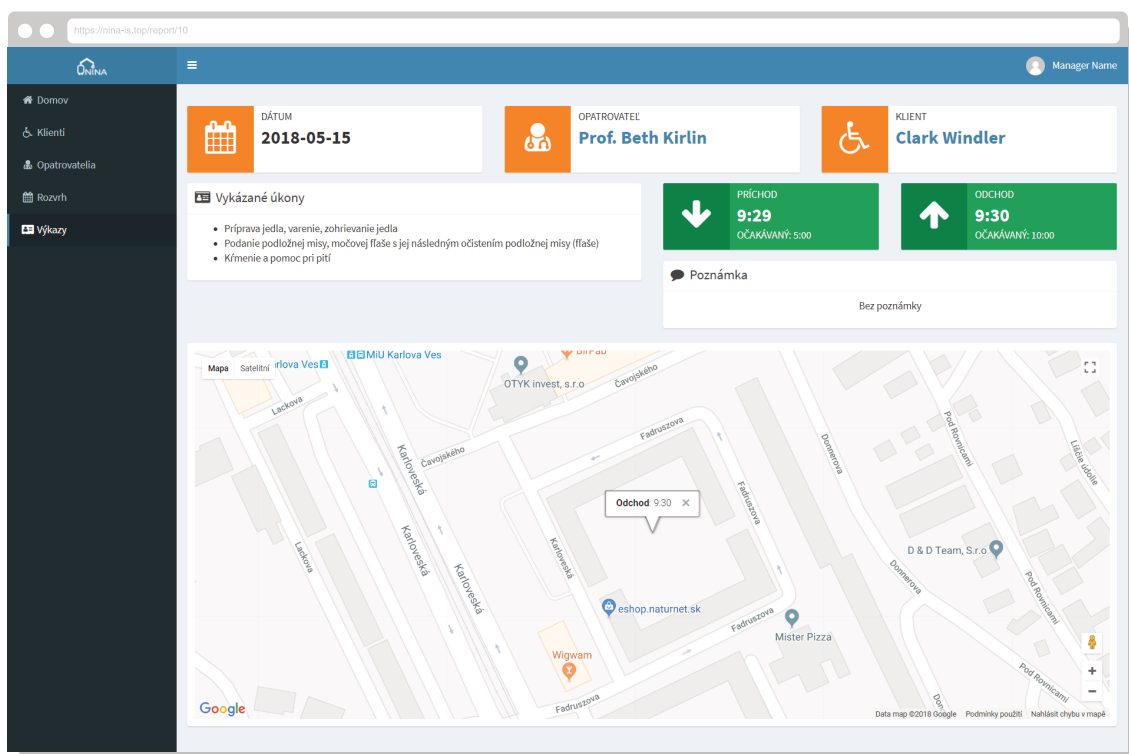 https://nina-is.top/report/10
NINA
Manager Name
Domov
Klienti
Opatrovatelia
Rozvrh
Výkazy
DÁTUM
2018-05-15
OPATROVATEĽ
Prof. Beth Kirlin
KLIENT
Clark Windler
Vykázané úkony
Príprava jedla, varenie, zohrievanie jedla
Podanie podložnej misy, močovej fľaše s jej následným očistením podložnej misy (fľaše)
Kŕmenie a pomoc pri pití
PRÍCHOD
9:29
OČAKÁVANÝ: 5:00
ODCHOD
9:30
OČAKÁVANÝ: 10:00
Poznámka
Bez poznámky
Mapa
Satelitní
rlova Ves
MiU Karlova Ves
BirPab
OTYK invest, s.r.o
Čavojského
Lackova
Fadruszova
Karloveská
Čavojského
Donnerova
Pod Rovnicami
Líščie údolie
Odchod: 9:30
Fadruszova
Karloveská
Karloveská
Lackova
Karloveská
D & D Team, S.r.o
Donnerova
Pod Rovnicami
eshop.naturnet.sk
Fadruszova
Mister Pizza
Wigwam
Pod Rovnicami
Fadruszova
Google
Data map ©2018 Google
Podmínky použití
Nahlásit chybu v mapě